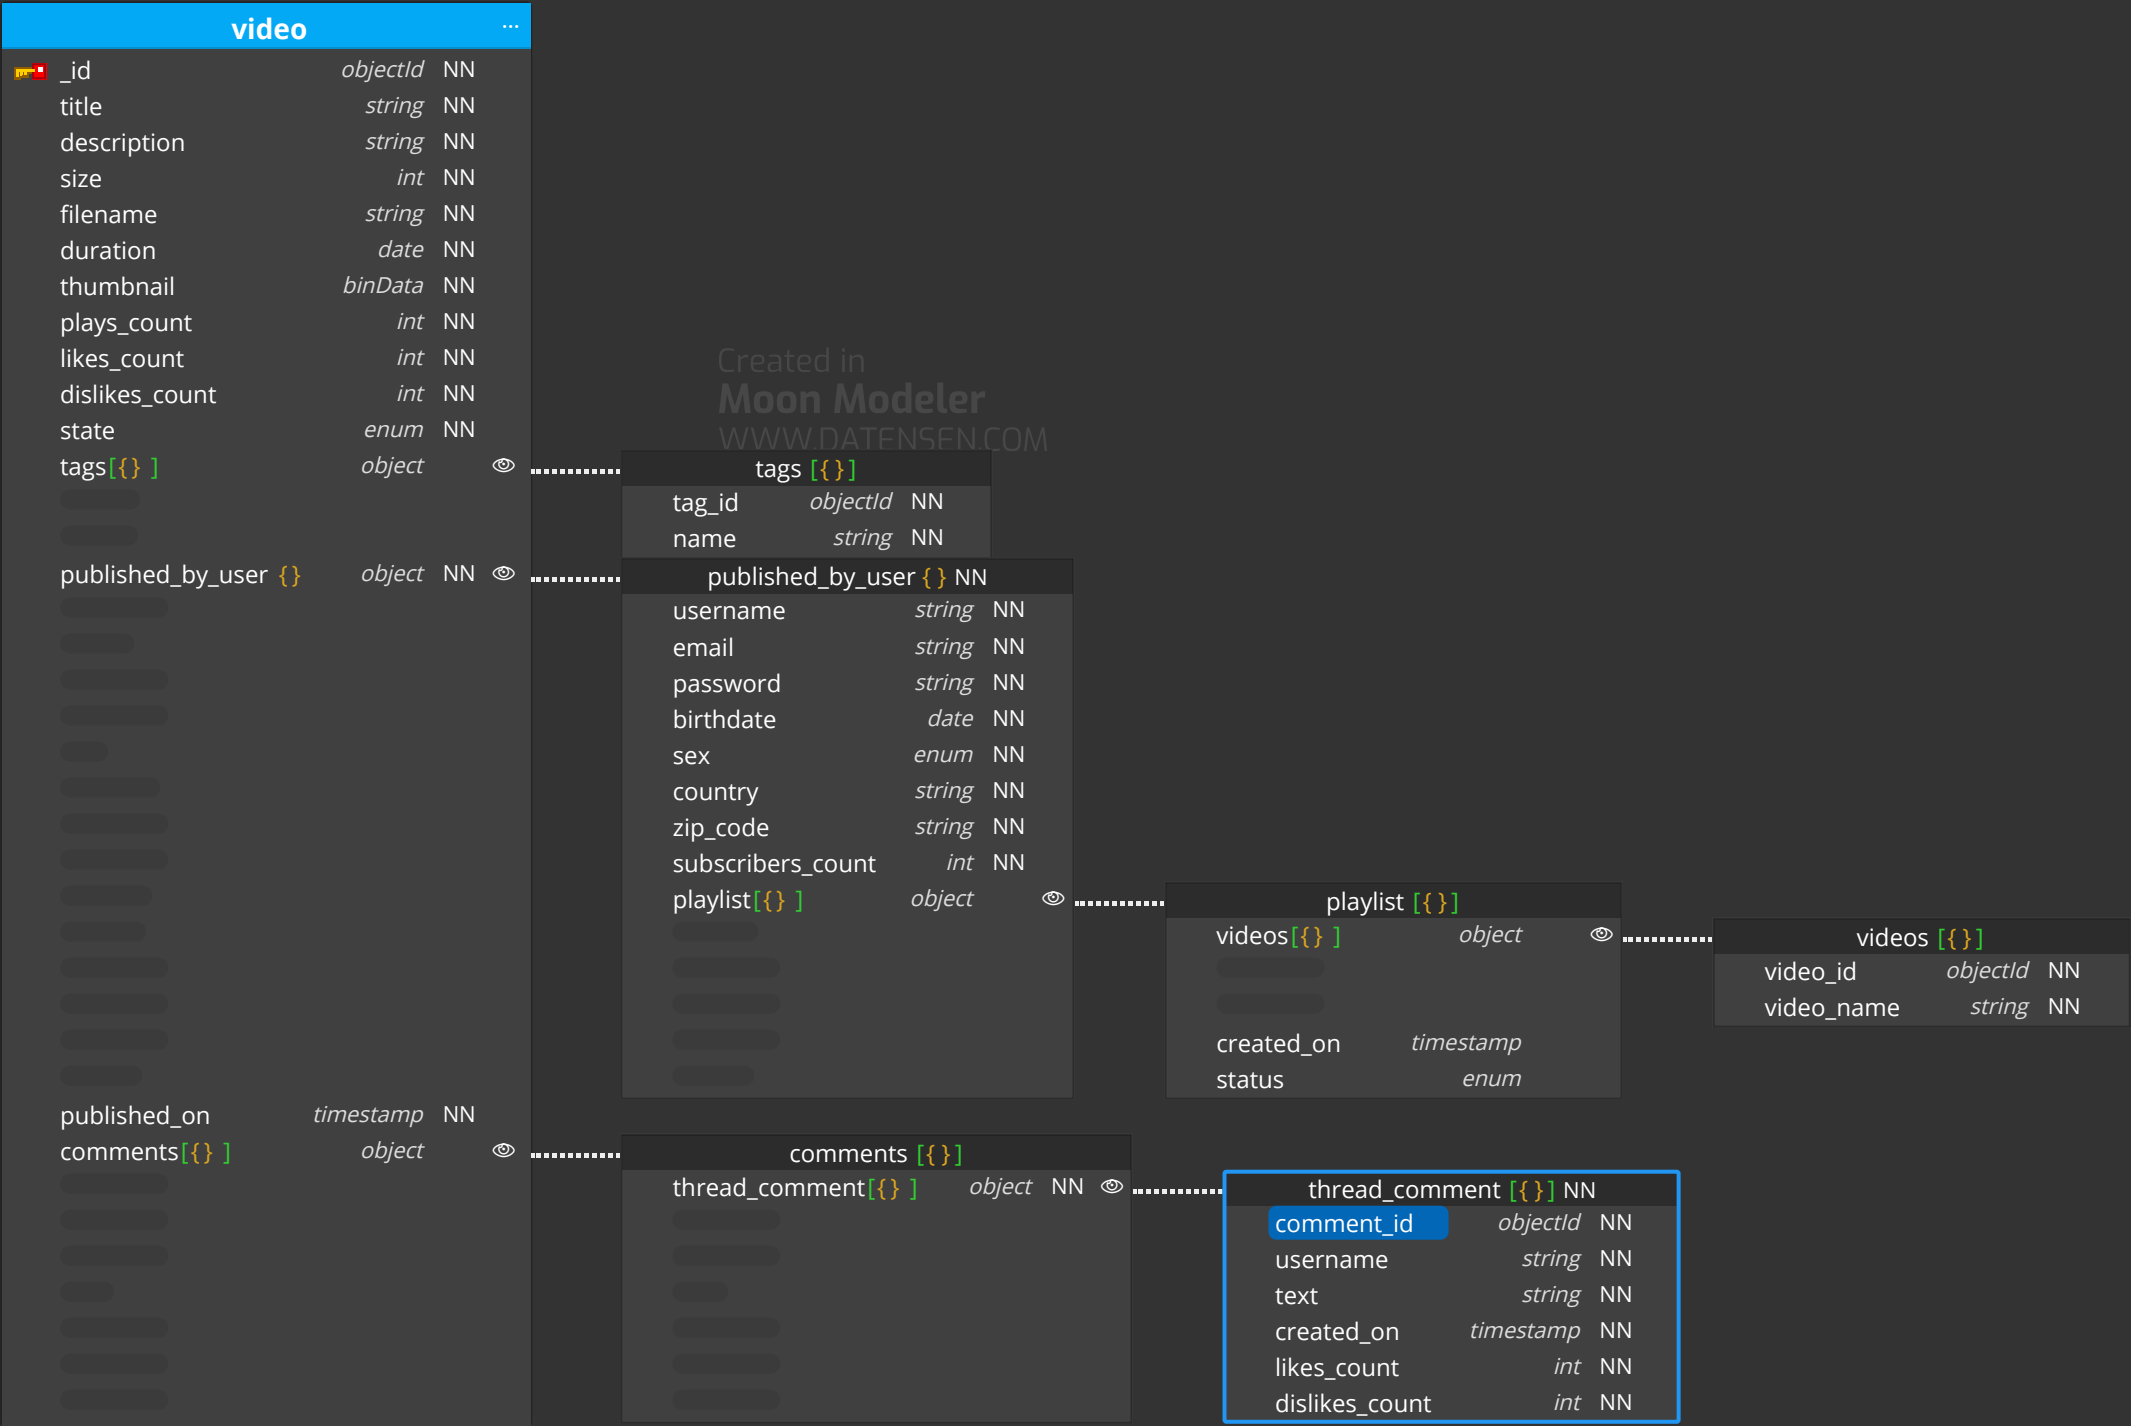 video ...
_id objectId NN
title string NN
description string NN
size int NN
filename string NN
duration date NN
thumbnail binData NN
plays_count int NN
likes_count int NN
dislikes_count int NN
state enum NN
tags[{} ] object
published_by_user {} object NN
published_on timestamp NN
comments[{} ] object
Created in
Moon Modeler
WWW.DATENSEN.COM
tags [{}]
tag_id objectId NN
name string NN
published_by_user {} NN
username string NN
email string NN
password string NN
birthdate date NN
sex enum NN
country string NN
zip_code string NN
subscribers_count int NN
playlist[{} ] object
playlist [{}]
videos[{} ] object
created_on timestamp
status enum
videos [{}]
video_id objectId NN
video_name string NN
comments [{}]
thread_comment[{} ] object NN
thread_comment [{}] NN
comment_id objectId NN
username string NN
text string NN
created_on timestamp NN
likes_count int NN
dislikes_count int NN